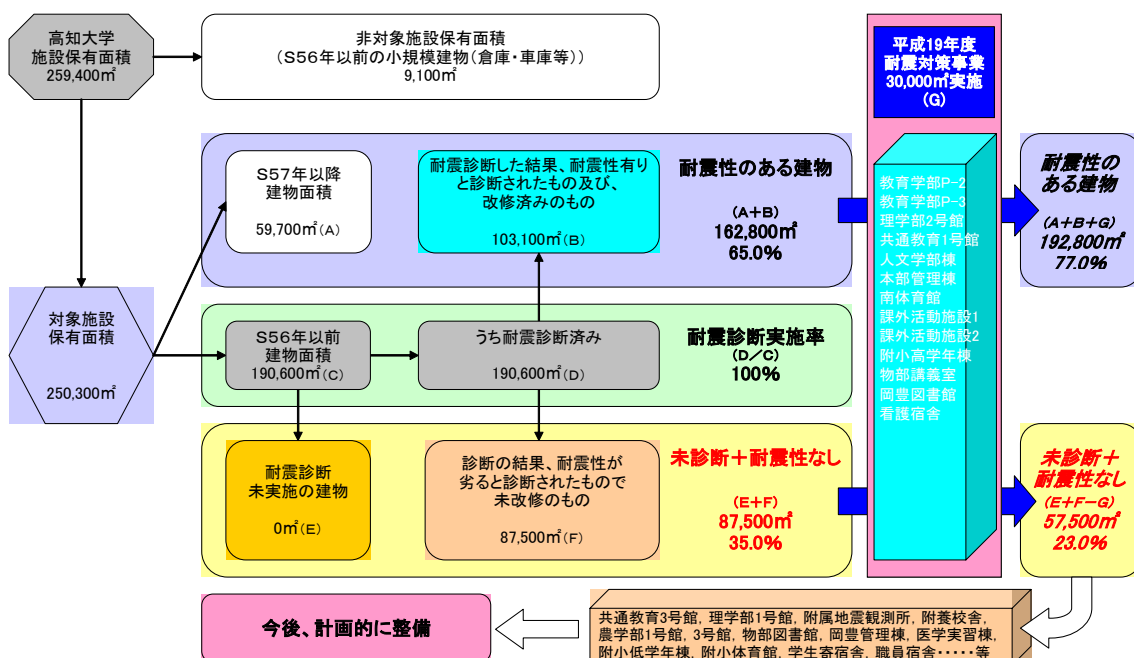 高知大学
施設保有面積
259,400㎡
非対象施設保有面積
(S56年以前の小規模建物(倉庫・車庫等))
9,100㎡
平成19年度
耐震対策事業
30,000㎡実施
(G)
S57年以降
建物面積
59,700㎡(A)
耐震診断した結果、耐震性有り
と診断されたもの及び、
改修済みのもの
103,100㎡(B)
耐震性のある建物
(A+B)
162,800㎡
65.0%
教育学部P-2
教育学部P-3
理学部2号館
共通教育1号館
人文学部棟
本部管理棟
南体育館
課外活動施設1
課外活動施設2
附小高学年棟
物部講義室
岡豊図書館
看護宿舎
耐震性の
ある建物
(A+B+G)
192,800㎡
77.0%
対象施設
保有面積
250,300㎡
S56年以前
建物面積
190,600㎡(C)
うち耐震診断済み
190,600㎡(D)
耐震診断実施率
(D/C)
100%
耐震診断
未実施の建物
0㎡(E)
診断の結果、耐震性が
劣ると診断されたもので
未改修のもの
87,500㎡(F)
未診断+耐震性なし
(E+F)
87,500㎡
35.0%
未診断+
耐震性なし
(E+F-G)
57,500㎡
23.0%
今後、計画的に整備
共通教育3号館, 理学部1号館, 附属地震観測所, 附養校舎,
農学部1号館, 3号館, 物部図書館, 岡豊管理棟, 医学実習棟,
附小低学年棟, 附小体育館, 学生寄宿舎, 職員宿舎・・・・・等